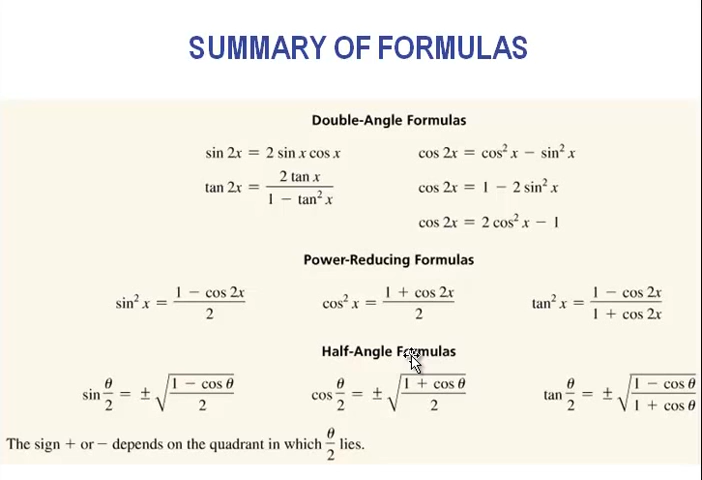 SUMMARY OF FORMULAS
Double-Angle Formulas
sin 2x = 2 sin x cos x    cos 2x = cos² x − sin² x
tan 2x = 2 tan x / 1 − tan² x    cos 2x = 1 − 2 sin² x
cos 2x = 2 cos² x − 1
Power-Reducing Formulas
sin² x = 1 − cos 2x / 2    cos² x = 1 + cos 2x / 2    tan² x = 1 − cos 2x / 1 + cos 2x
Half-Angle Formulas
sin θ/2 = ± √(1 − cos θ / 2)    cos θ/2 = ± √(1 + cos θ / 2)    tan θ/2 = ± √(1 − cos θ / 1 + cos θ)
The sign + or − depends on the quadrant in which θ/2 lies.